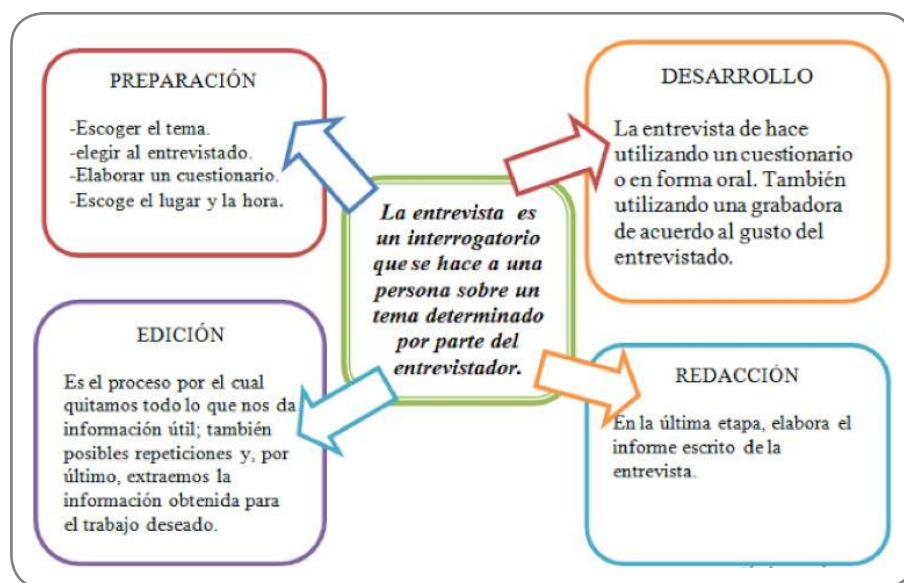 PREPARACIÓN
-Escoger el tema.
-elegir al entrevistado.
-Elaborar un cuestionario.
-Escoge el lugar y la hora.
DESARROLLO
La entrevista de hace
utilizando un cuestionario
o en forma oral. También
utilizando una grabadora
de acuerdo al gusto del
entrevistado.
La entrevista es
un interrogatorio
que se hace a una
persona sobre un
tema determinado
por parte del
entrevistador.
EDICIÓN
Es el proceso por el cual
quitamos todo lo que nos da
información útil; también
posibles repeticiones y, por
último, extraemos la
información obtenida para
el trabajo deseado.
REDACCIÓN
En la última etapa, elabora el
informe escrito de la
entrevista.